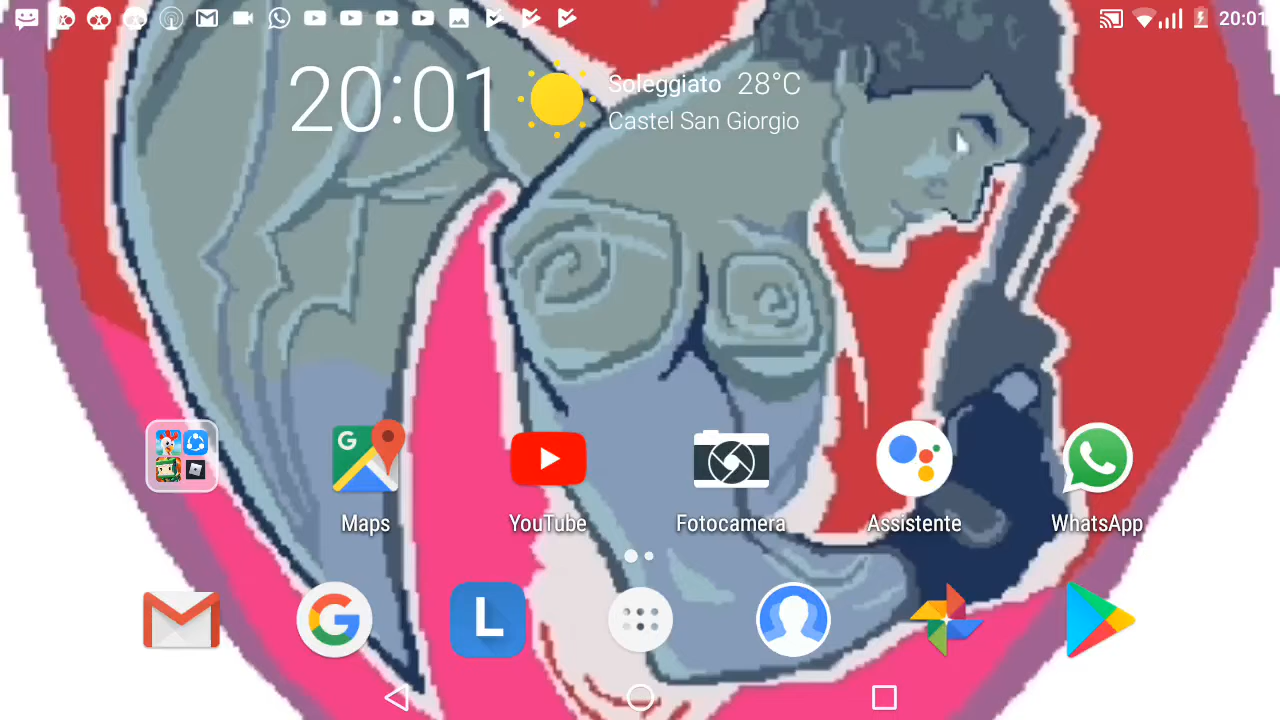 20:01
20:01
Soleggiato 28°C
Castel San Giorgio
G
Maps
YouTube
Fotocamera
Assistente
WhatsApp
G
L